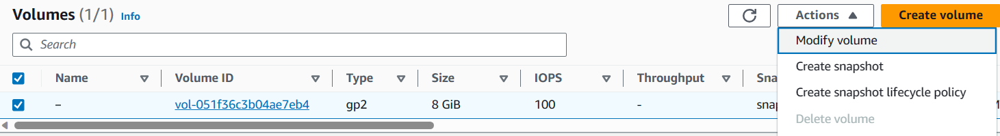 Volumes (1/1) Info
Actions Create volume
Search
Modify volume
Create snapshot
Create snapshot lifecycle policy
Delete volume
Name Volume ID Type Size IOPS Throughput Sna
– vol-051f36c3b04ae7eb4 gp2 8 GiB 100 - snap